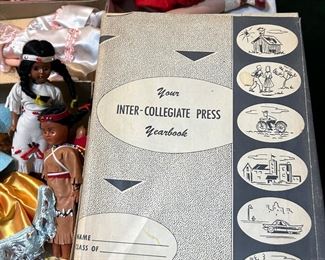 Your
INTER-COLLEGIATE PRESS
Yearbook
NAME
CLASS OF